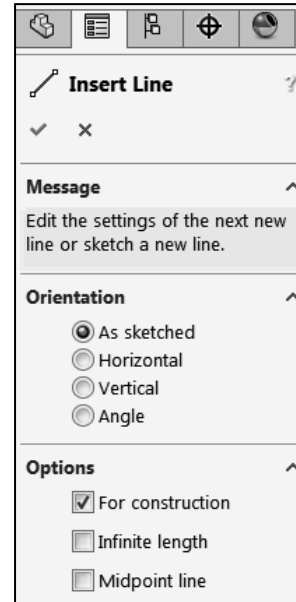 Insert Line
?
Message
Edit the settings of the next new
line or sketch a new line.
Orientation
As sketched
Horizontal
Vertical
Angle
Options
For construction
Infinite length
Midpoint line